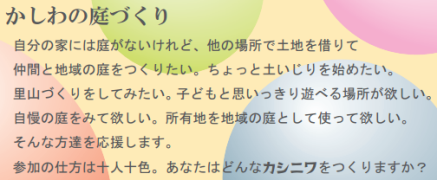 かしわの庭づくり
自分の家には庭がないけれど、他の場所で土地を借りて
仲間と地域の庭をつくりたい。ちょっと土いじりを始めたい。
里山づくりをしてみたい。子どもと思いっきり遊べる場所が欲しい。
自慢の庭をみて欲しい。所有地を地域の庭として使って欲しい。
そんな方達を応援します。
参加の仕方は十人十色。あなたはどんなカシニワをつくりますか？